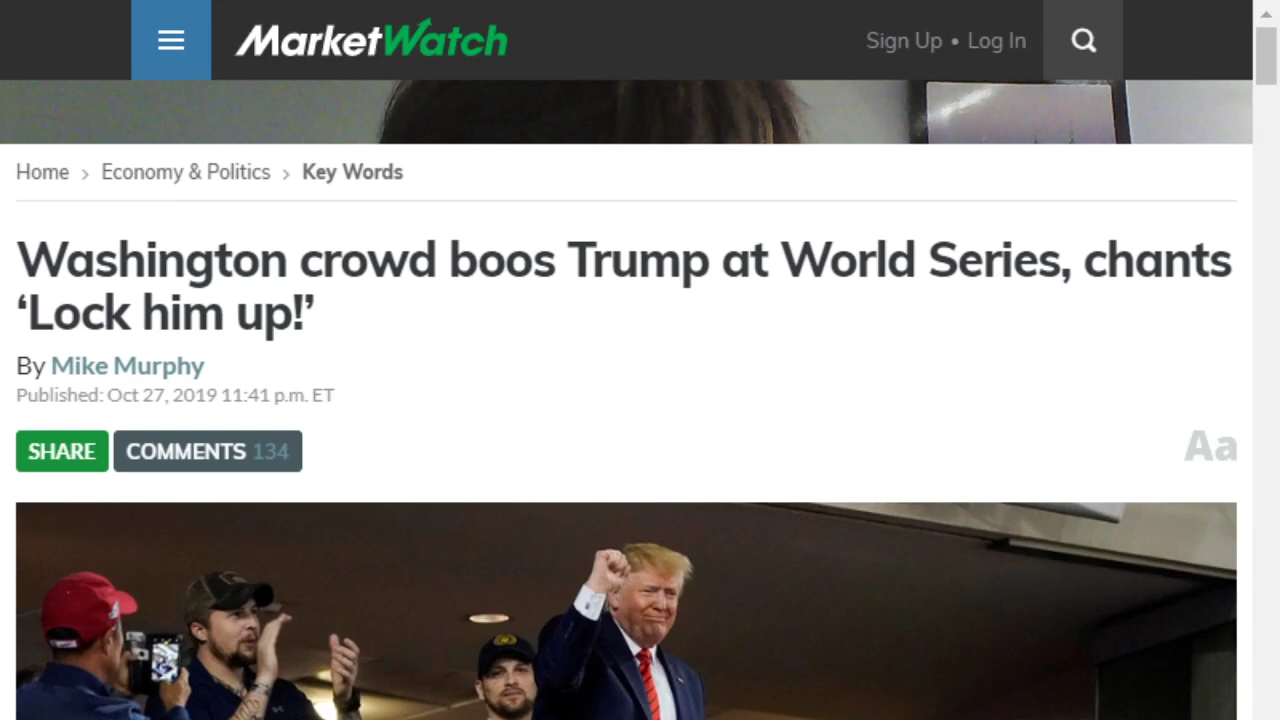 MarketWatch
Sign Up • Log In
Home > Economy & Politics > Key Words
Washington crowd boos Trump at World Series, chants
‘Lock him up!’
By Mike Murphy
Published: Oct 27, 2019 11:41 p.m. ET
SHARE COMMENTS 134
Aa